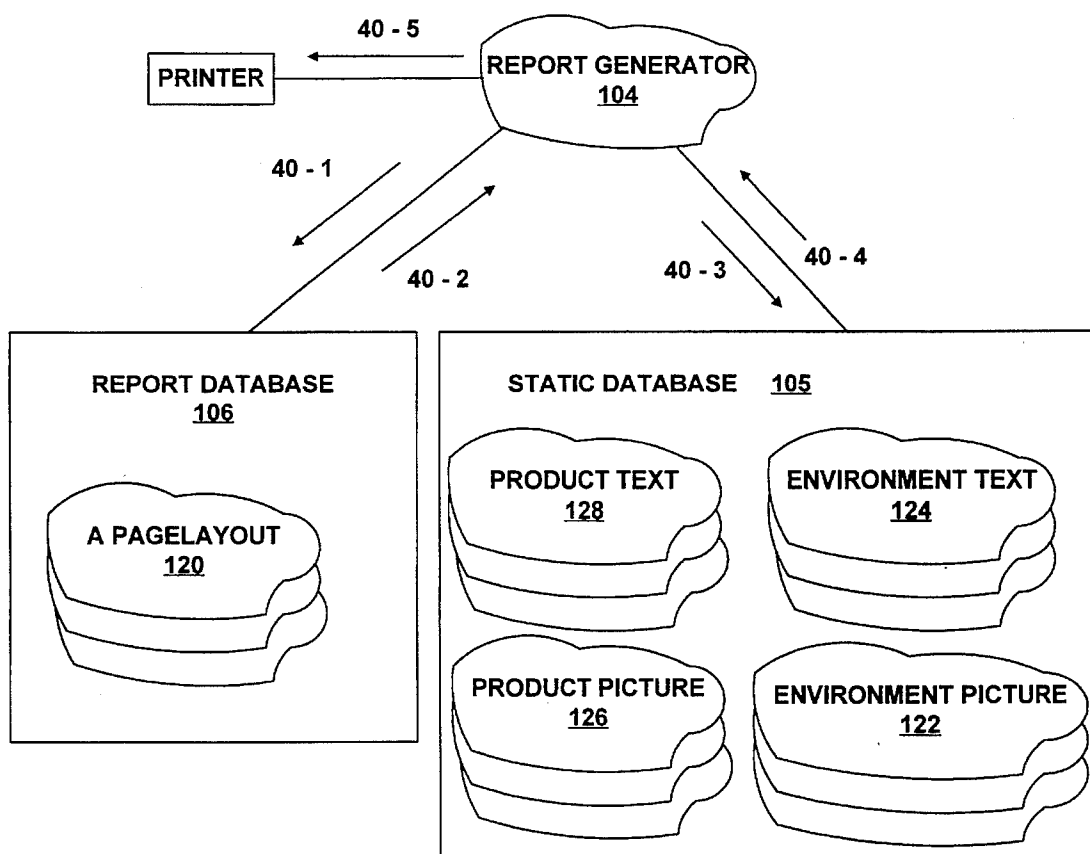 40 - 5
PRINTER
REPORT GENERATOR
104
40 - 1
40 - 2
40 - 3
40 - 4
REPORT DATABASE
106
A PAGELAYOUT
120
STATIC DATABASE 105
PRODUCT TEXT
128
ENVIRONMENT TEXT
124
PRODUCT PICTURE
126
ENVIRONMENT PICTURE
122